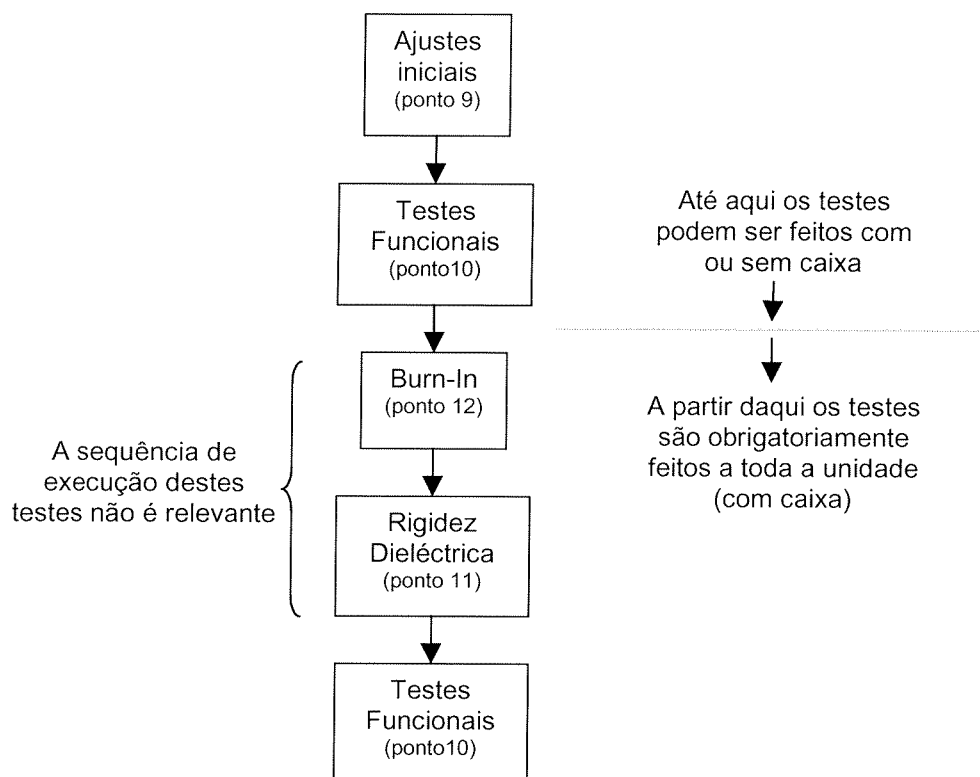 Ajustes
iniciais
(ponto 9)
Testes
Funcionais
(ponto10)
Até aqui os testes
podem ser feitos com
ou sem caixa
Burn-In
(ponto 12)
A partir daqui os testes
são obrigatoriamente
feitos a toda a unidade
(com caixa)
A sequência de
execução destes
testes não é relevante
Rigidez
Dieléctrica
(ponto 11)
Testes
Funcionais
(ponto10)